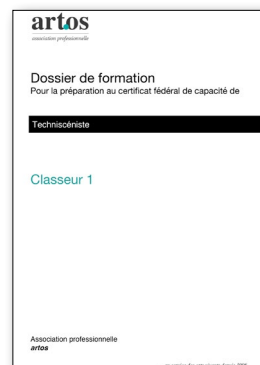 artos
association professionnelle
Dossier de formation
Pour la préparation au certificat fédéral de capacité de
Techniscéniste
Classeur 1
Association professionnelle
artos